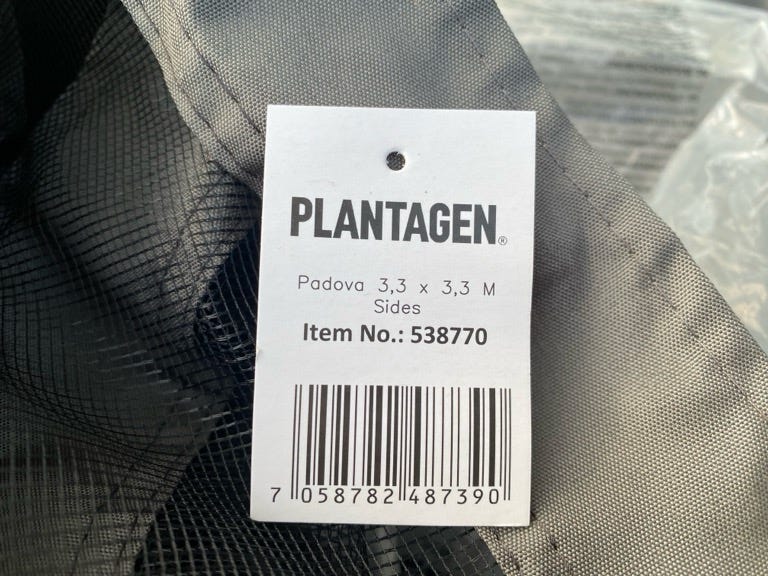 PLANTAGEN®
Padova 3,3 x 3,3 M
Sides
Item No.: 538770
7 058782 487390